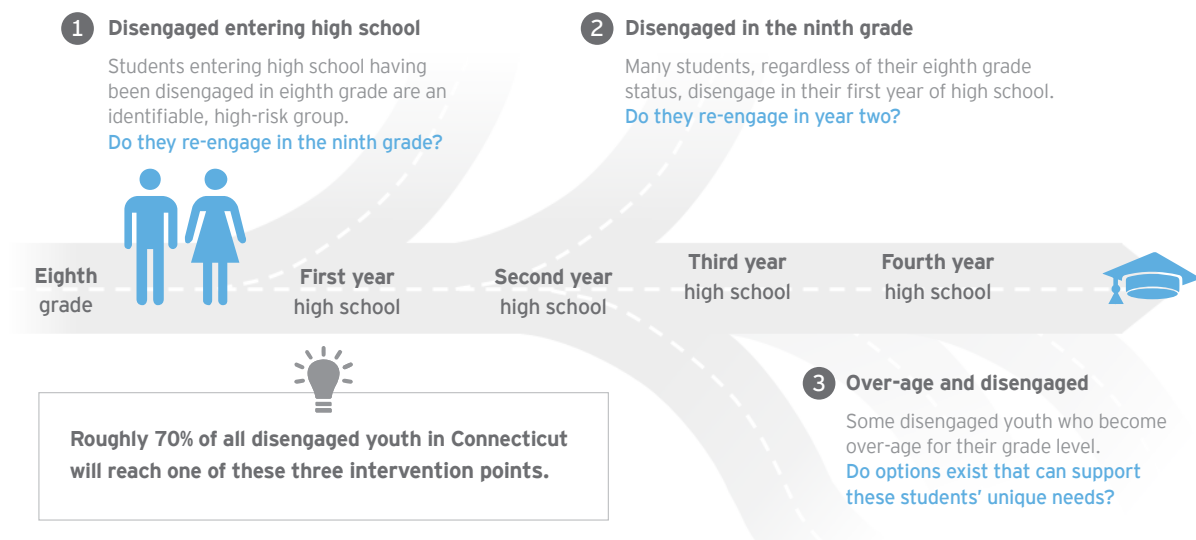 1 Disengaged entering high school
Students entering high school having
been disengaged in eighth grade are an
identifiable, high-risk group.
Do they re-engage in the ninth grade?
2 Disengaged in the ninth grade
Many students, regardless of their eighth grade
status, disengage in their first year of high school.
Do they re-engage in year two?
Eighth
grade
First year
high school
Second year
high school
Third year
high school
Fourth year
high school
Roughly 70% of all disengaged youth in Connecticut
will reach one of these three intervention points.
3 Over-age and disengaged
Some disengaged youth who become
over-age for their grade level.
Do options exist that can support
these students’ unique needs?